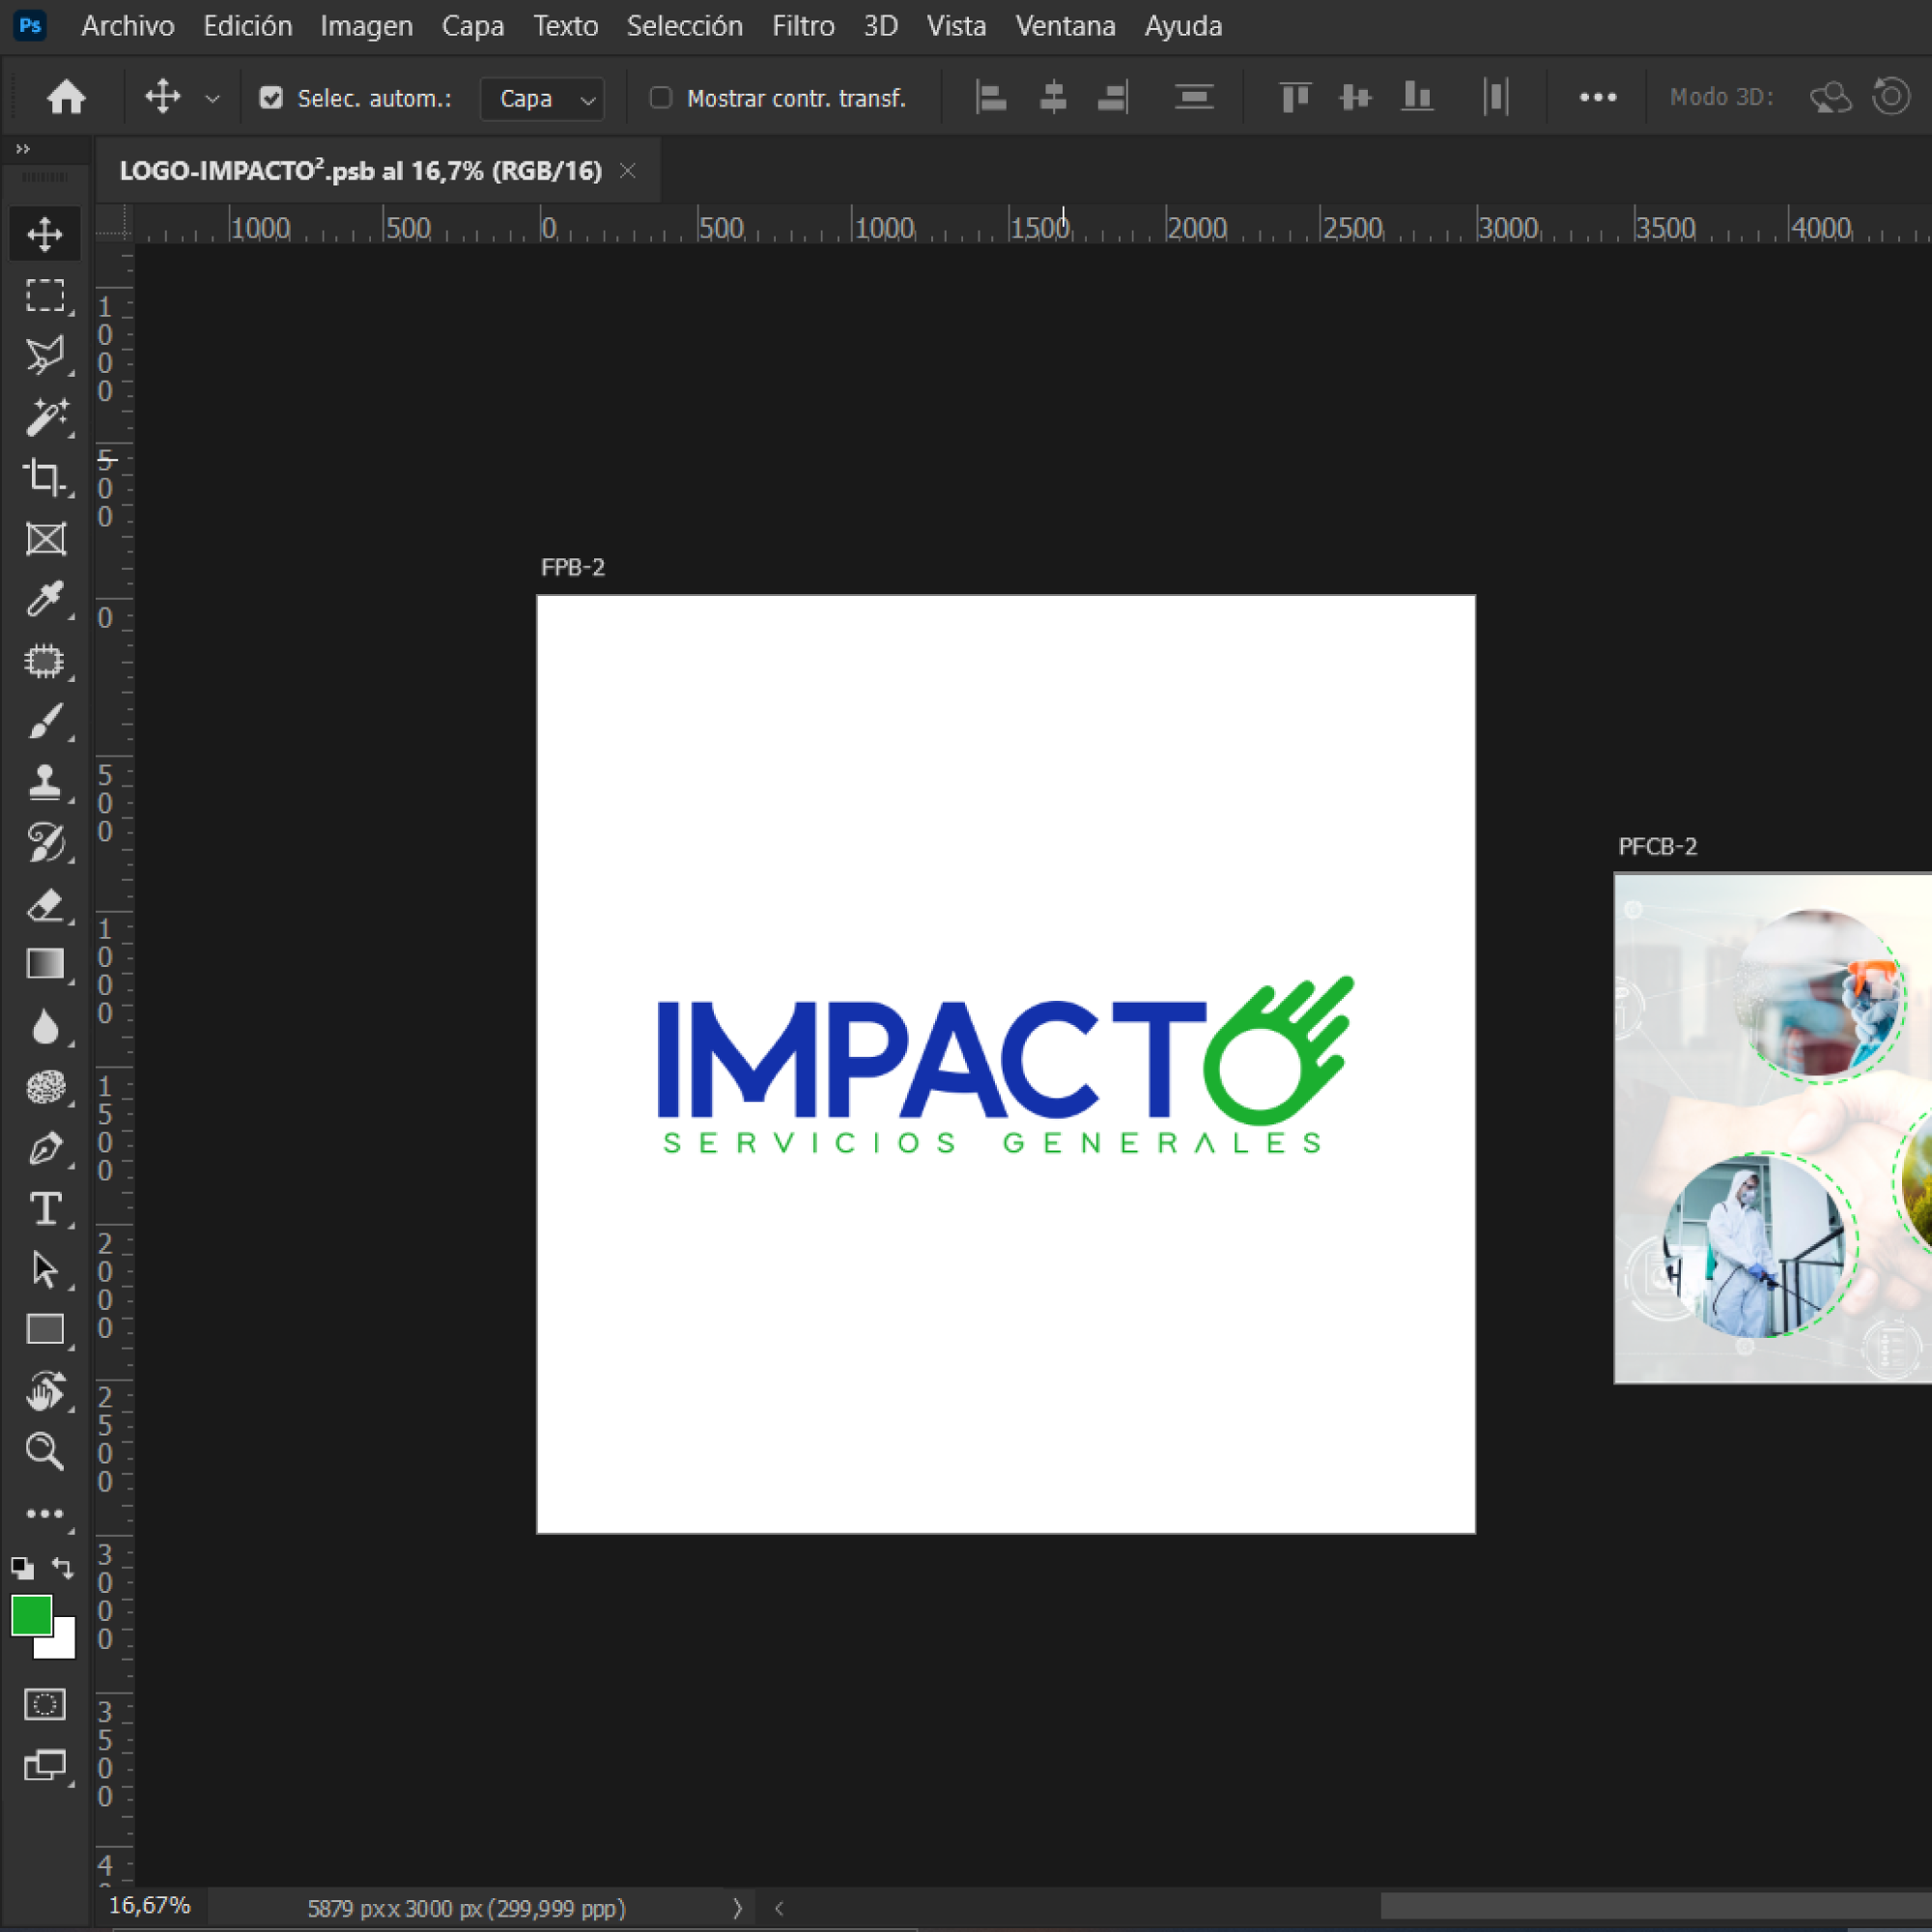 Ps Archivo Edición Imagen Capa Texto Selección Filtro 3D Vista Ventana Ayuda
Selec. autom.: Capa Mostrar contr. transf. Modo 3D:
LOGO-IMPACTO².psb al 16,7% (RGB/16)
1000 500 0 500 1000 1500 2000 2500 3000 3500 4000
1000
500
0
500
1000
1500
2000
2500
3000
3500
4
FPB-2
IMPACTO
SERVICIOS GENERALES
PFCB-2
T
16,67% 5879 px x 3000 px (299,999 ppp)